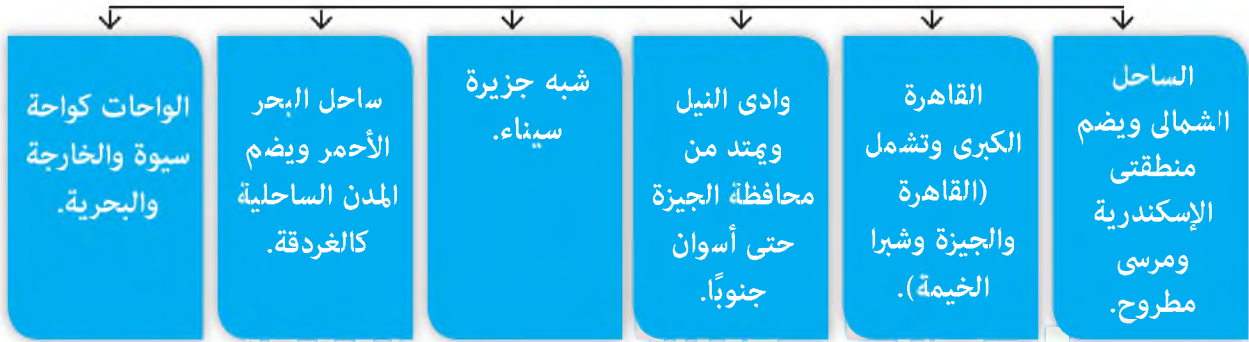 الساحل
الشمالى ويضم
منطقتى
الإسكندرية
ومرسى
مطروح.
القاهرة
الكبرى وتشمل
(القاهرة
والجيزة وشبرا
الخيمة).
وادى النيل
ويمتد من
محافظة الجيزة
حتى أسوان
جنوبًا.
شبه جزيرة
سيناء.
ساحل البحر
الأحمر ويضم
المدن الساحلية
كالغردقة.
الواحات كواحة
سيوة والخارجة
والبحرية.